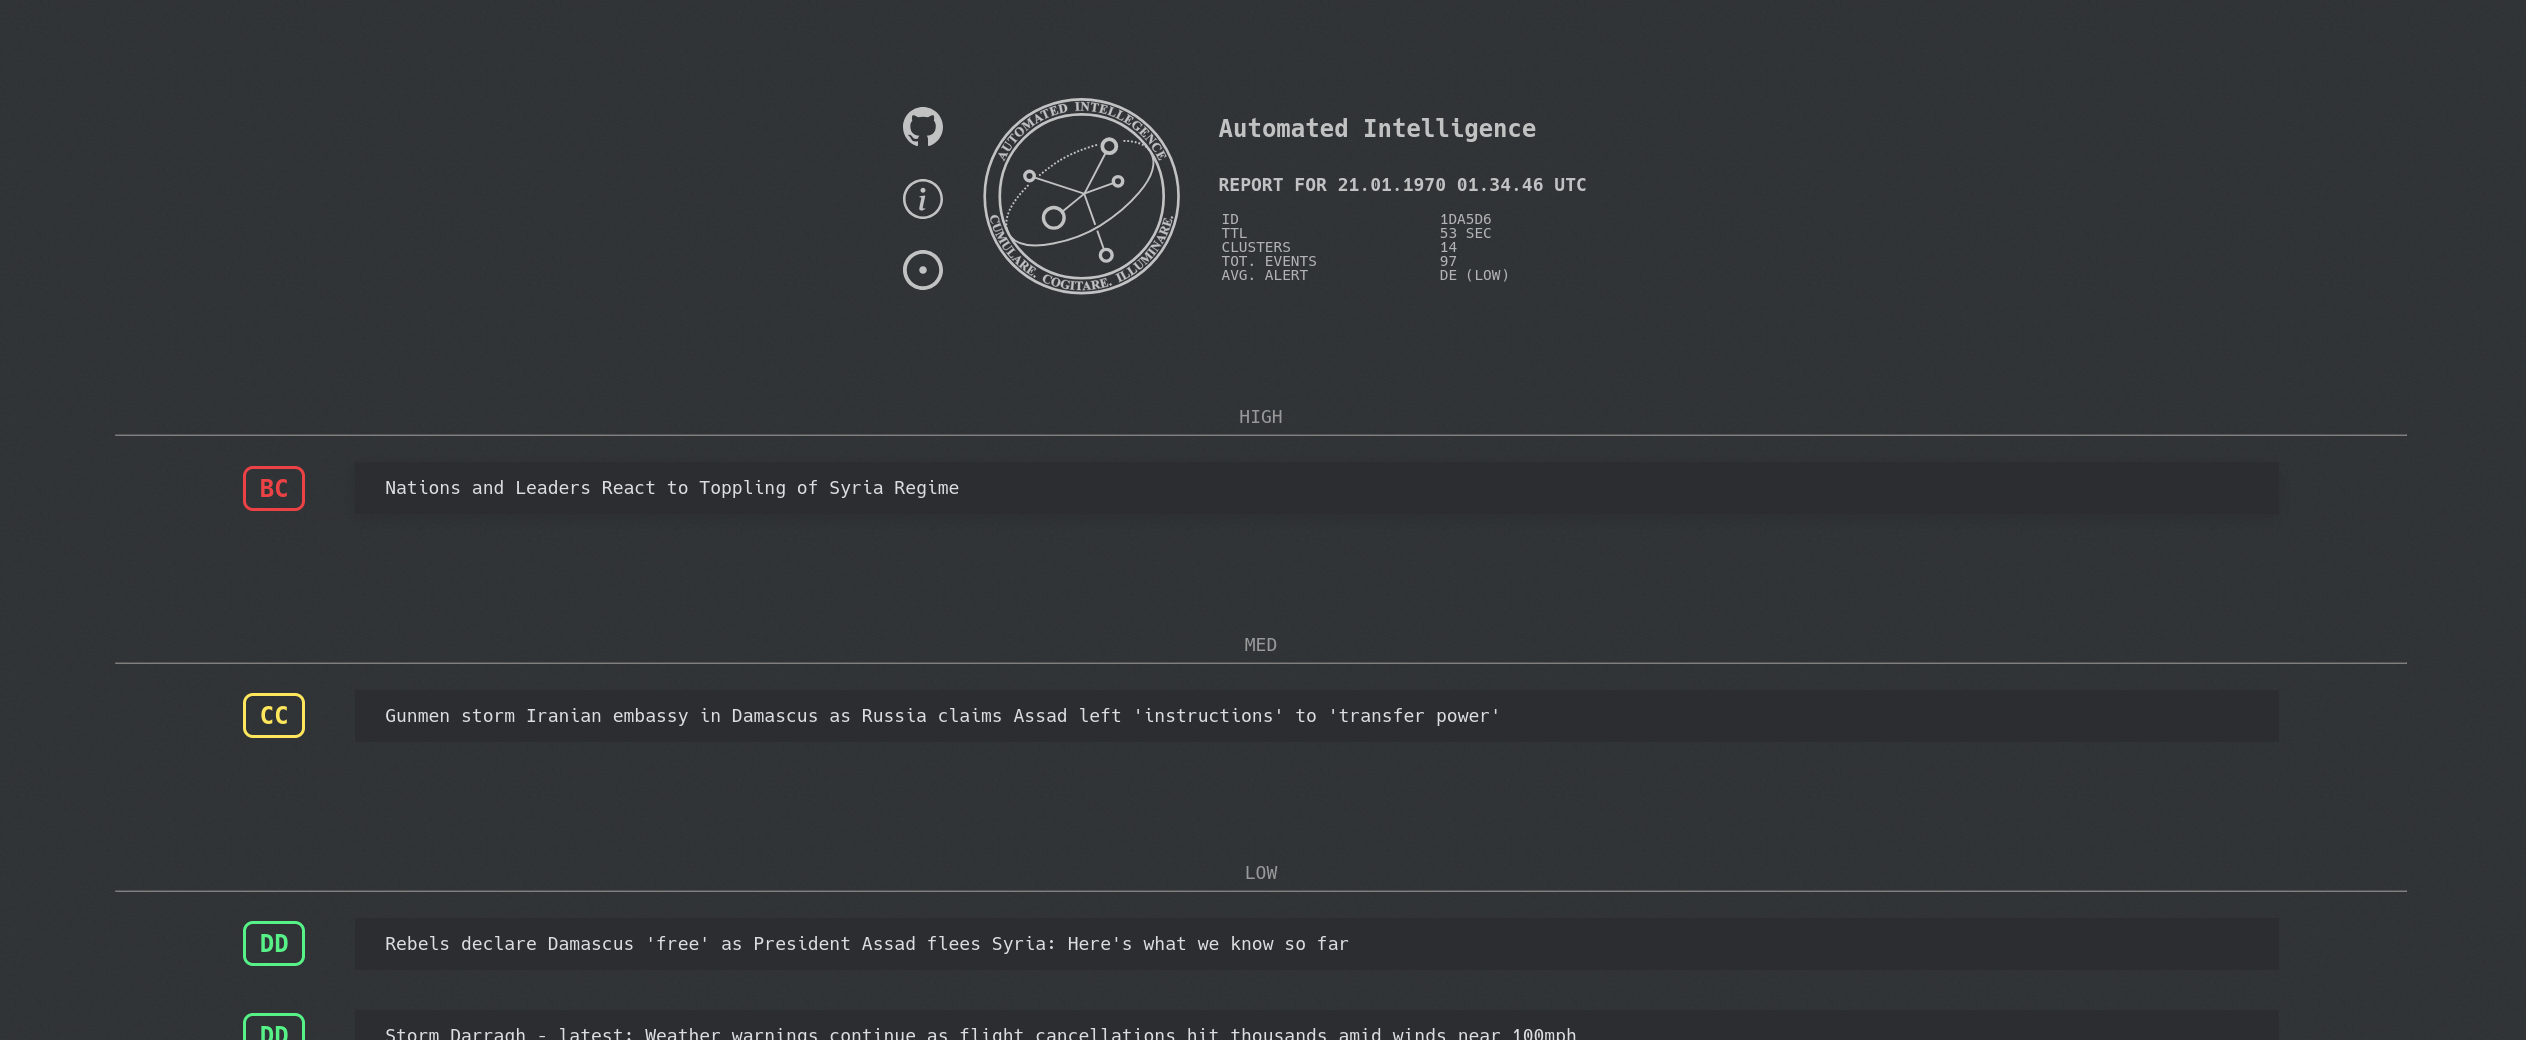 AUTOMATED INTELLEGENCE
CUMULARE. COGITARE. ILLUMINARE.
i
Automated Intelligence
REPORT FOR 21.01.1970 01.34.46 UTC
ID 1DA5D6
TTL 53 SEC
CLUSTERS 14
TOT. EVENTS 97
AVG. ALERT DE (LOW)
HIGH
BC Nations and Leaders React to Toppling of Syria Regime
MED
CC Gunmen storm Iranian embassy in Damascus as Russia claims Assad left 'instructions' to 'transfer power'
LOW
DD Rebels declare Damascus 'free' as President Assad flees Syria: Here's what we know so far
DD Storm Darragh - latest: Weather warnings continue as flight cancellations hit thousands amid winds near 100mph